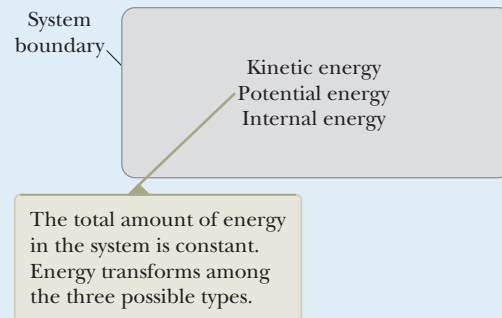 System
boundary
Kinetic energy
Potential energy
Internal energy
The total amount of energy
in the system is constant.
Energy transforms among
the three possible types.